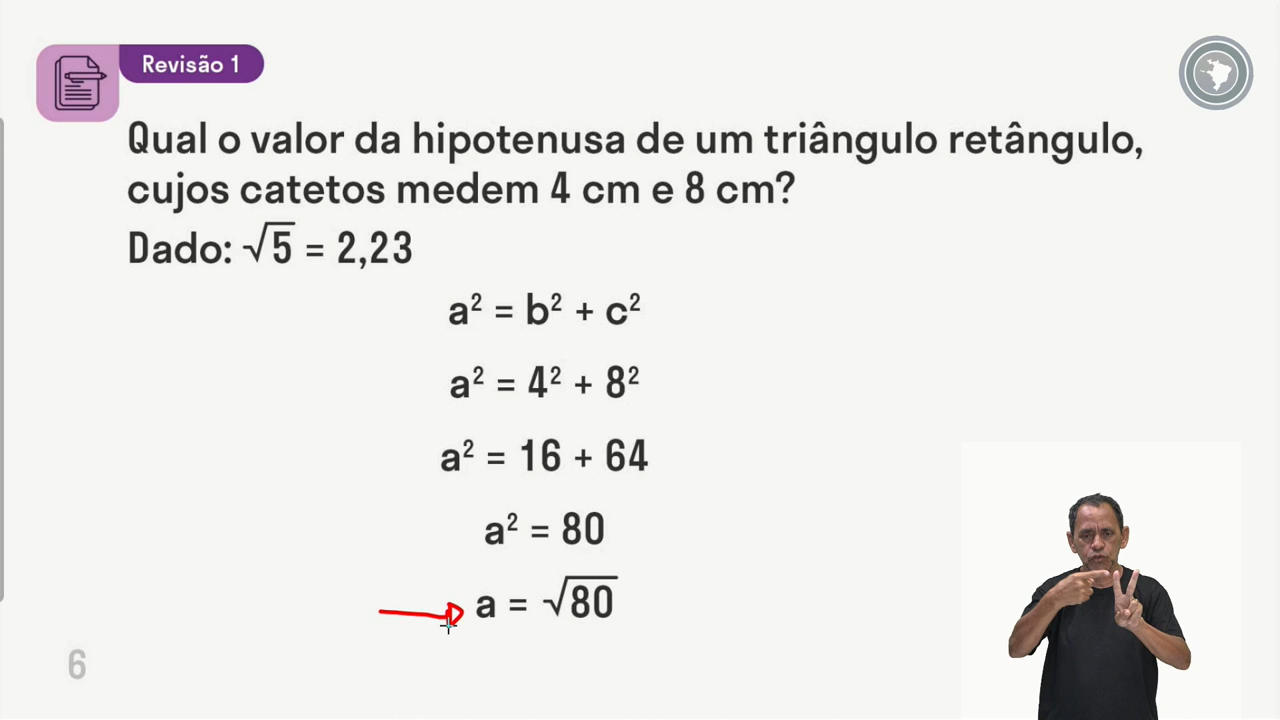 Revisão 1
Qual o valor da hipotenusa de um triângulo retângulo,
cujos catetos medem 4 cm e 8 cm?
Dado: √5 = 2,23
a² = b² + c²
a² = 4² + 8²
a² = 16 + 64
a² = 80
a = √80
6